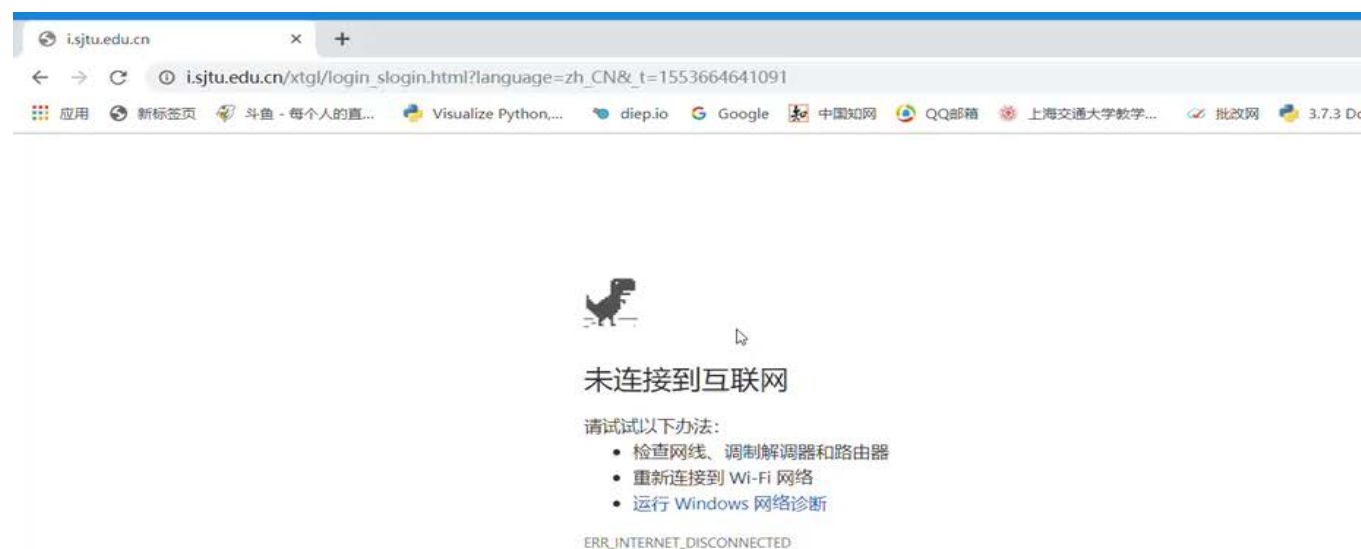 i.sjtu.edu.cn
i.sjtu.edu.cn/xtgl/login_slogin.html?language=zh_CN&_t=1553664641091
应用 新标签页 斗鱼 - 每个人的直... Visualize Python,... diep.io Google 中国知网 QQ邮箱 上海交通大学教学... 批改网 3.7.3 Do
未连接到互联网
请试试以下办法：
• 检查网线、调制解调器和路由器
• 重新连接到 Wi-Fi 网络
• 运行 Windows 网络诊断
ERR_INTERNET_DISCONNECTED